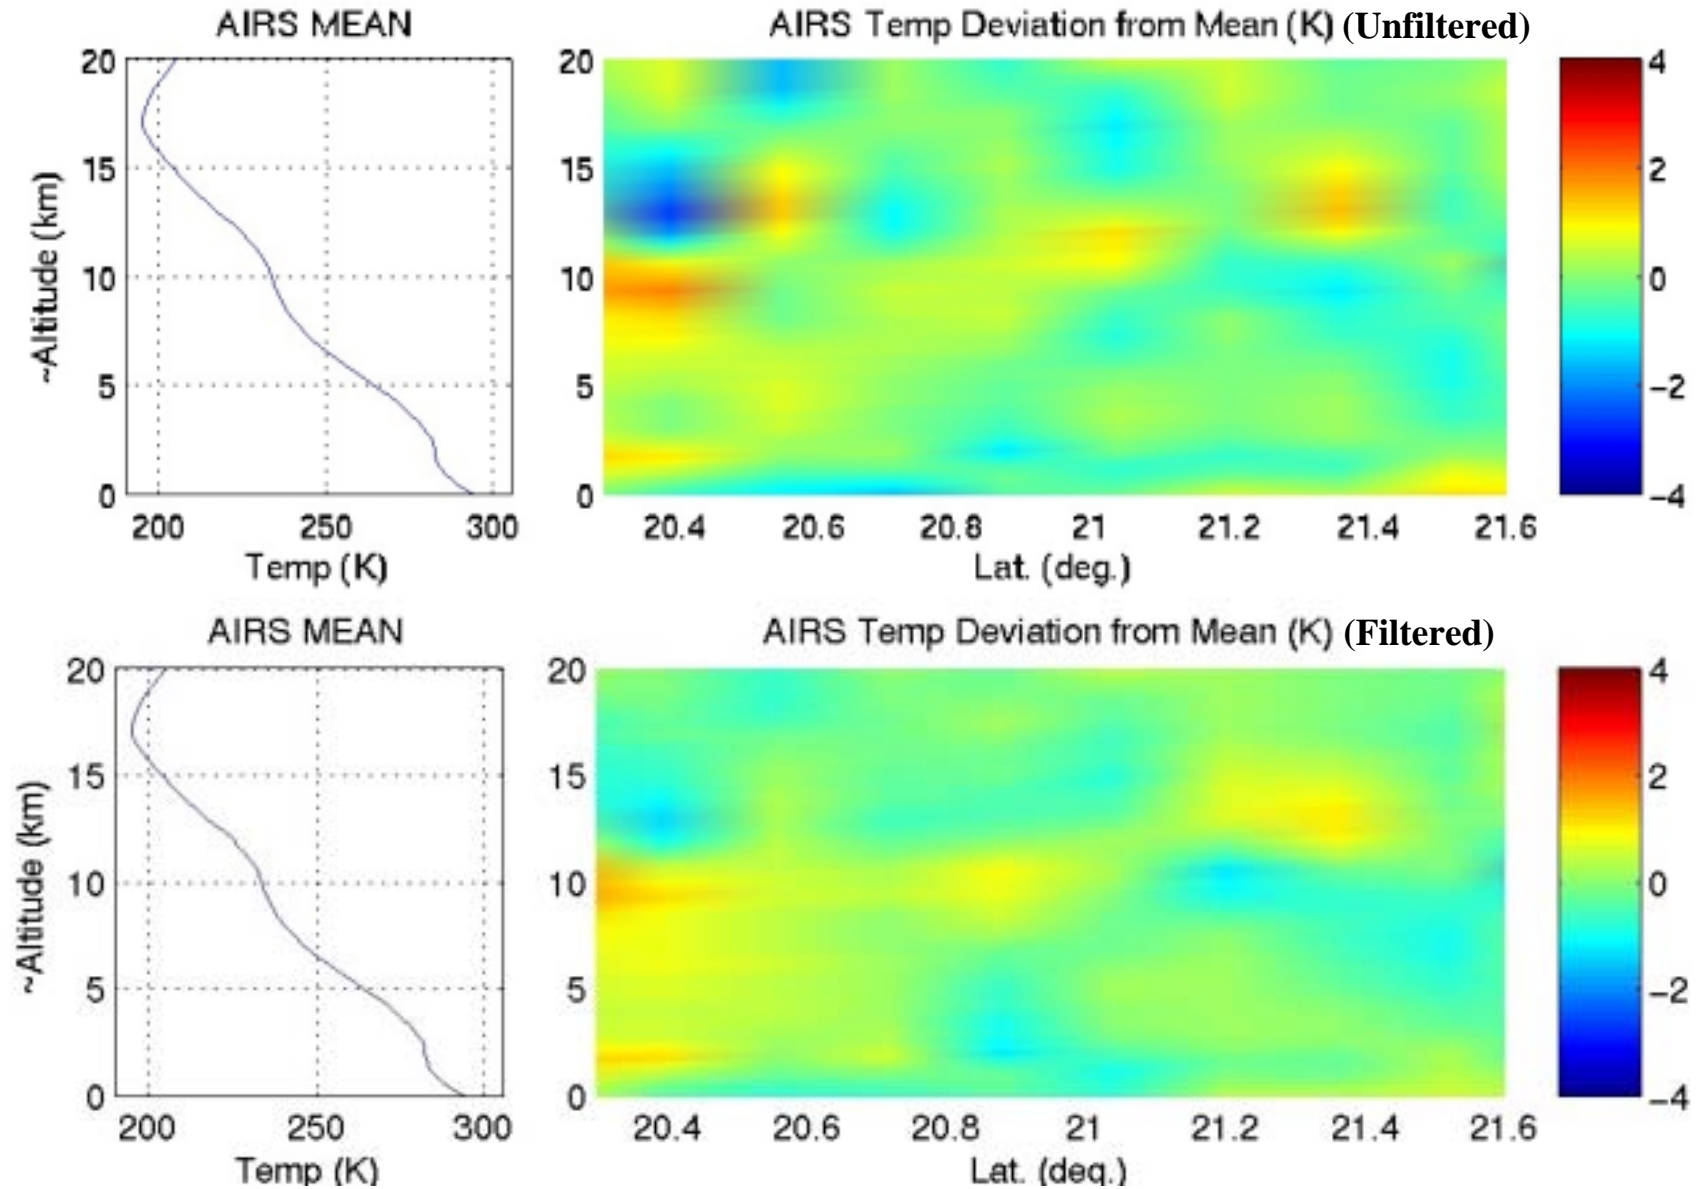 AIRS MEAN
AIRS Temp Deviation from Mean (K) (Unfiltered)
~Altitude (km)
20
15
10
5
0
200 250 300
Temp (K)
20
15
10
5
0
20.4 20.6 20.8 21 21.2 21.4 21.6
Lat. (deg.)
4
2
0
−2
−4
AIRS MEAN
AIRS Temp Deviation from Mean (K) (Filtered)
~Altitude (km)
20
15
10
5
0
200 250 300
Temp (K)
20
15
10
5
0
20.4 20.6 20.8 21 21.2 21.4 21.6
Lat. (deg.)
4
2
0
−2
−4